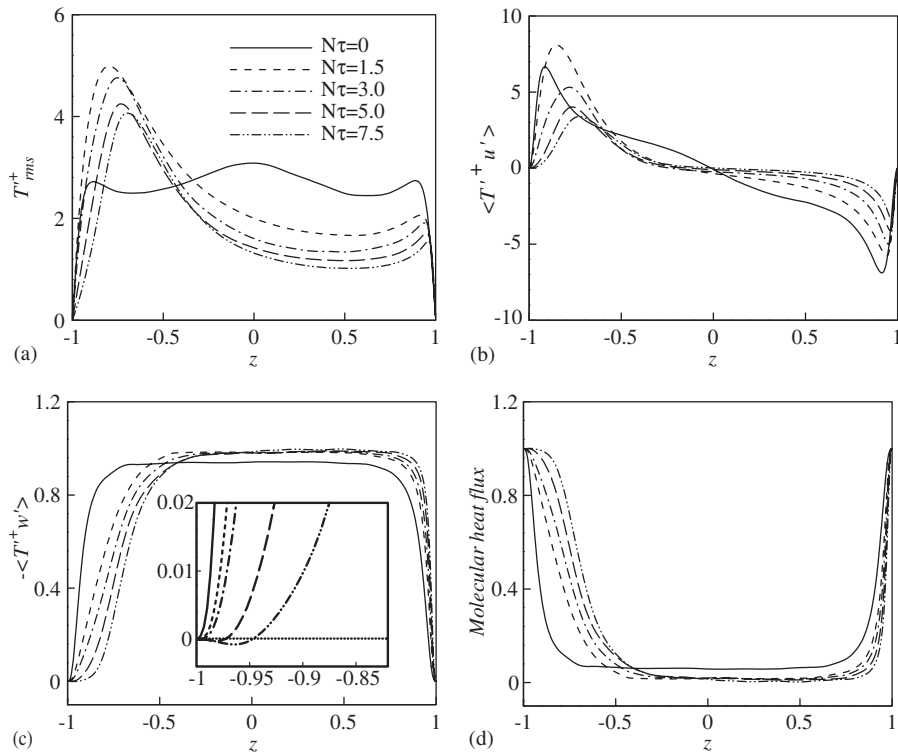 6
4
2
0
T'^+_rms
Nτ=0
Nτ=1.5
Nτ=3.0
Nτ=5.0
Nτ=7.5
-1
-0.5
0
0.5
1
(a)
z
10
5
0
-5
-10
<T'^+u'>
-1
-0.5
0
0.5
1
(b)
z
1.2
0.8
0.4
0
-<T'^+w'>
0.02
0.01
0
-1
-0.95
-0.9
-0.85
-1
-0.5
0
0.5
1
(c)
z
1.2
0.8
0.4
0
Molecular heat flux
-1
-0.5
0
0.5
1
(d)
z